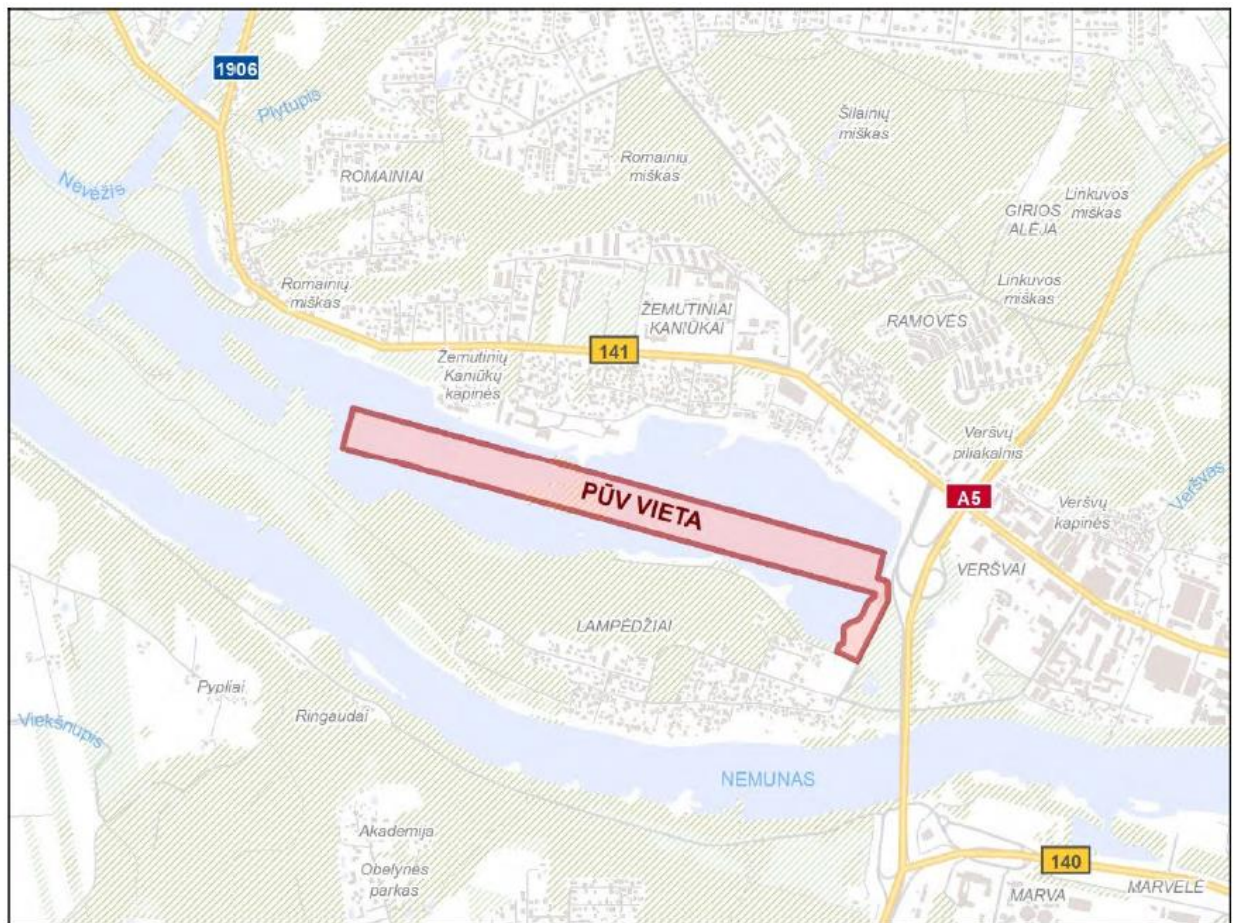 1906
Plytupis
Šilainių
miškas
Nevėžis
ROMAINIAI
Romainių
miškas
Linkuvos
miškas
GIRIOS
ALĖJA
Romainių
miškas
Linkuvos
miškas
ŽEMUTINIAI
KANIŪKAI
RAMOVĖS
141
Žemutinių
Kaniūkų
kapinės
Veršvų
piliakalnis
Veršvas
PŪV VIETA
A5
Veršvų
kapinės
VERŠVAI
LAMPĖDŽIAI
Pypliai
Ringaudai
Viekšnupis
NEMUNAS
Akademija
Obelynės
parkas
140
MARVA
MARVELĖ